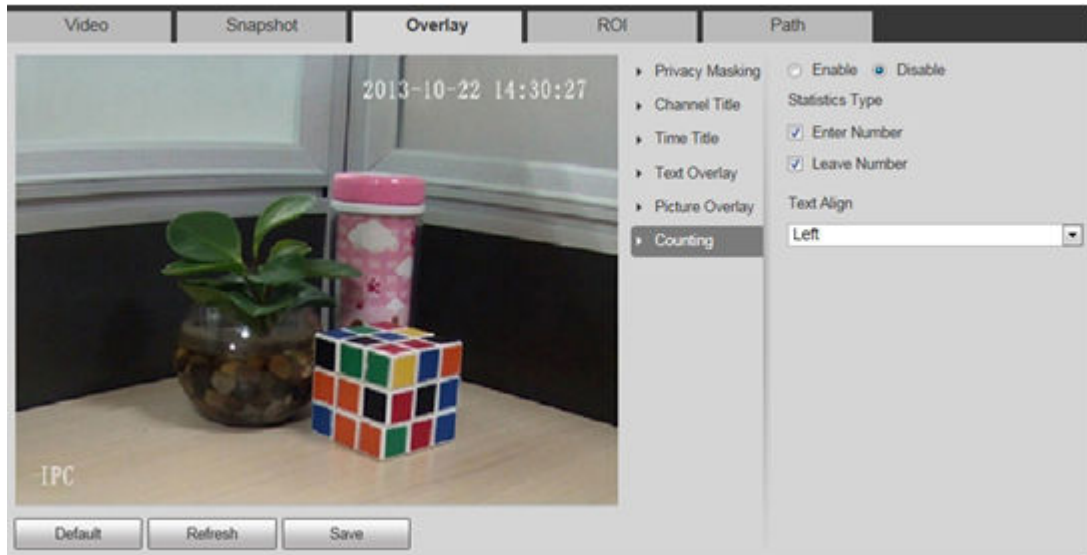 Video
Snapshot
Overlay
ROI
Path
2013-10-22 14:30:27
IPC
Privacy Masking
Channel Title
Time Title
Text Overlay
Picture Overlay
Counting
Enable Disable
Statistics Type
Enter Number
Leave Number
Text Align
Left
Default
Refresh
Save